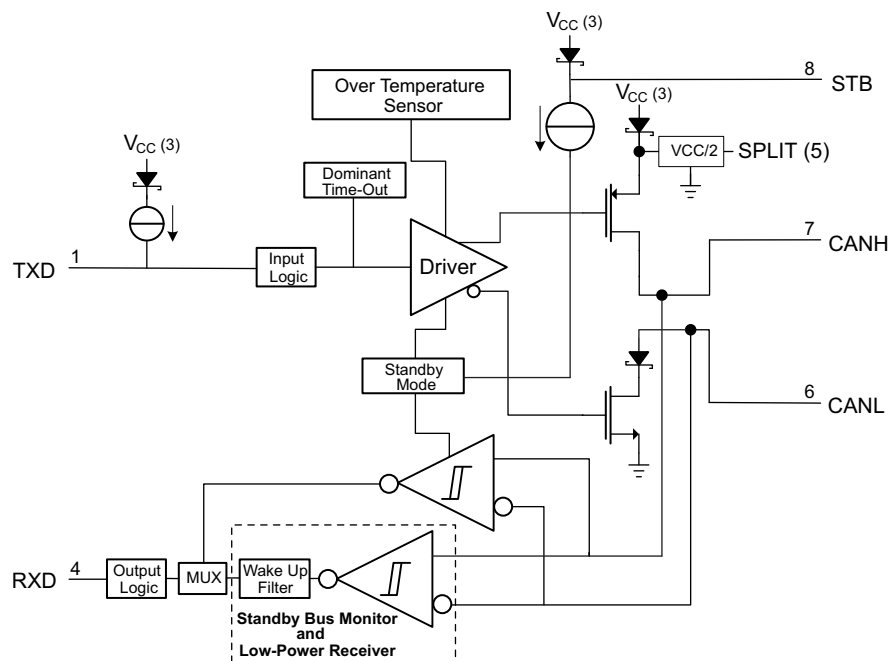 VCC (3)
8
STB
Over Temperature
Sensor
VCC (3)
VCC (3)
VCC/2
SPLIT (5)
Dominant
Time-Out
7
CANH
1
TXD
Input
Logic
Driver
Standby
Mode
6
CANL
4
RXD
Output
Logic
MUX
Wake Up
Filter
Standby Bus Monitor
and
Low-Power Receiver